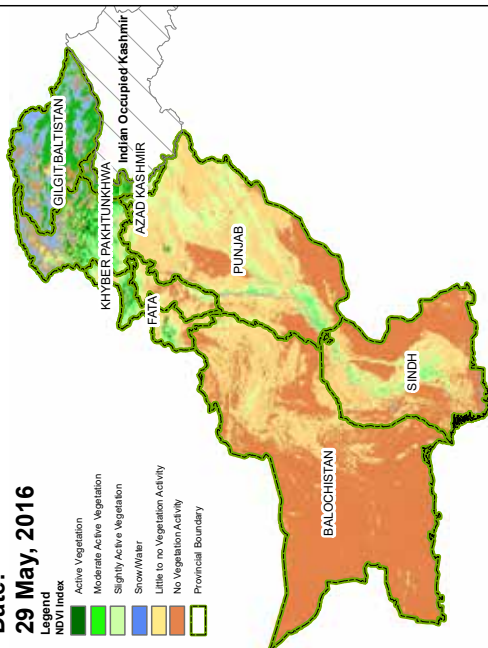 Date:
29 May, 2016
Legend
NDVI Index
Active Vegetation
Moderate Active Vegetation
Slightly Active Vegetation
Snow/Water
Little to no Vegetation Activity
No Vegetation Activity
Provincial Boundary
GILGIT BALTISTAN
KHYBER PAKHTUNKHWA
Indian Occupied Kashmir
AZAD KASHMIR
FATA
PUNJAB
BALOCHISTAN
SINDH